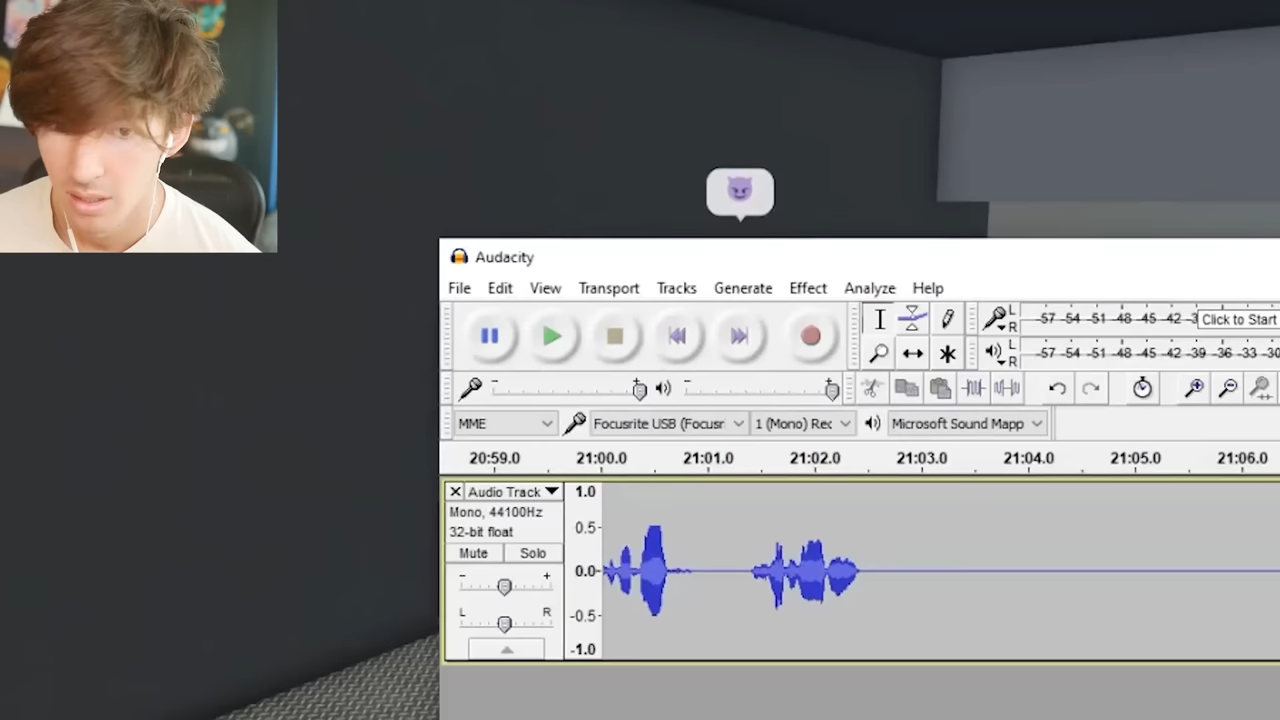 Audacity
File Edit View Transport Tracks Generate Effect Analyze Help
L
R
-57 -54 -51 -48 -45 -42 -3
Click to Start
L
R
-57 -54 -51 -48 -45 -42 -39 -36 -33 -30
MME
Focusrite USB (Focusr
1 (Mono) Rec
Microsoft Sound Mapp
20:59.0 21:00.0 21:01.0 21:02.0 21:03.0 21:04.0 21:05.0 21:06.0
Audio Track
Mono, 44100Hz
32-bit float
Mute Solo
L R
1.0
0.5
0.0
-0.5
-1.0